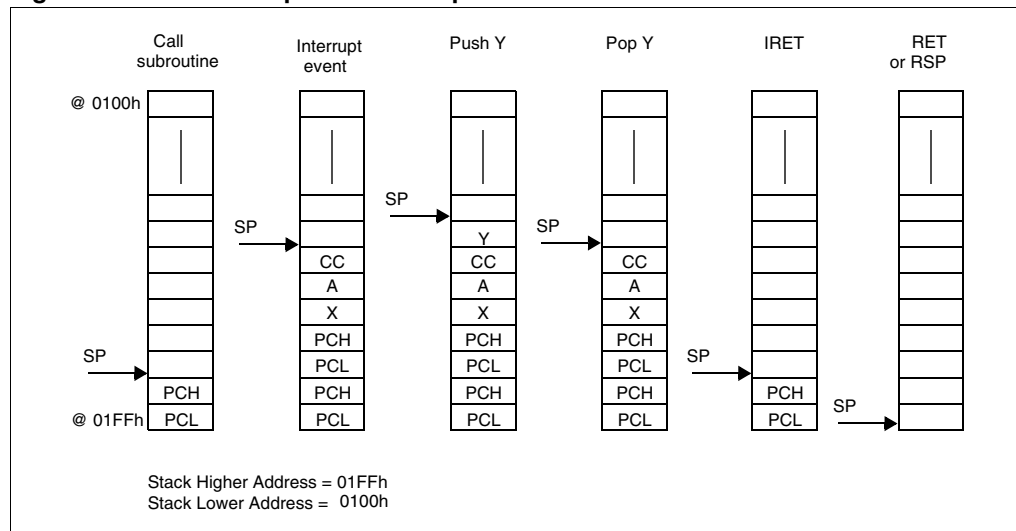 Call
subroutine
Interrupt
event
Push Y
Pop Y
IRET
RET
or RSP
@ 0100h
SP
SP
SP
SP
SP
SP
Y
CC
CC
CC
A
A
A
X
X
X
PCH
PCH
PCH
PCL
PCL
PCL
PCH
PCH
PCH
PCH
PCH
@ 01FFh
PCL
PCL
PCL
PCL
PCL
Stack Higher Address = 01FFh
Stack Lower Address = 0100h